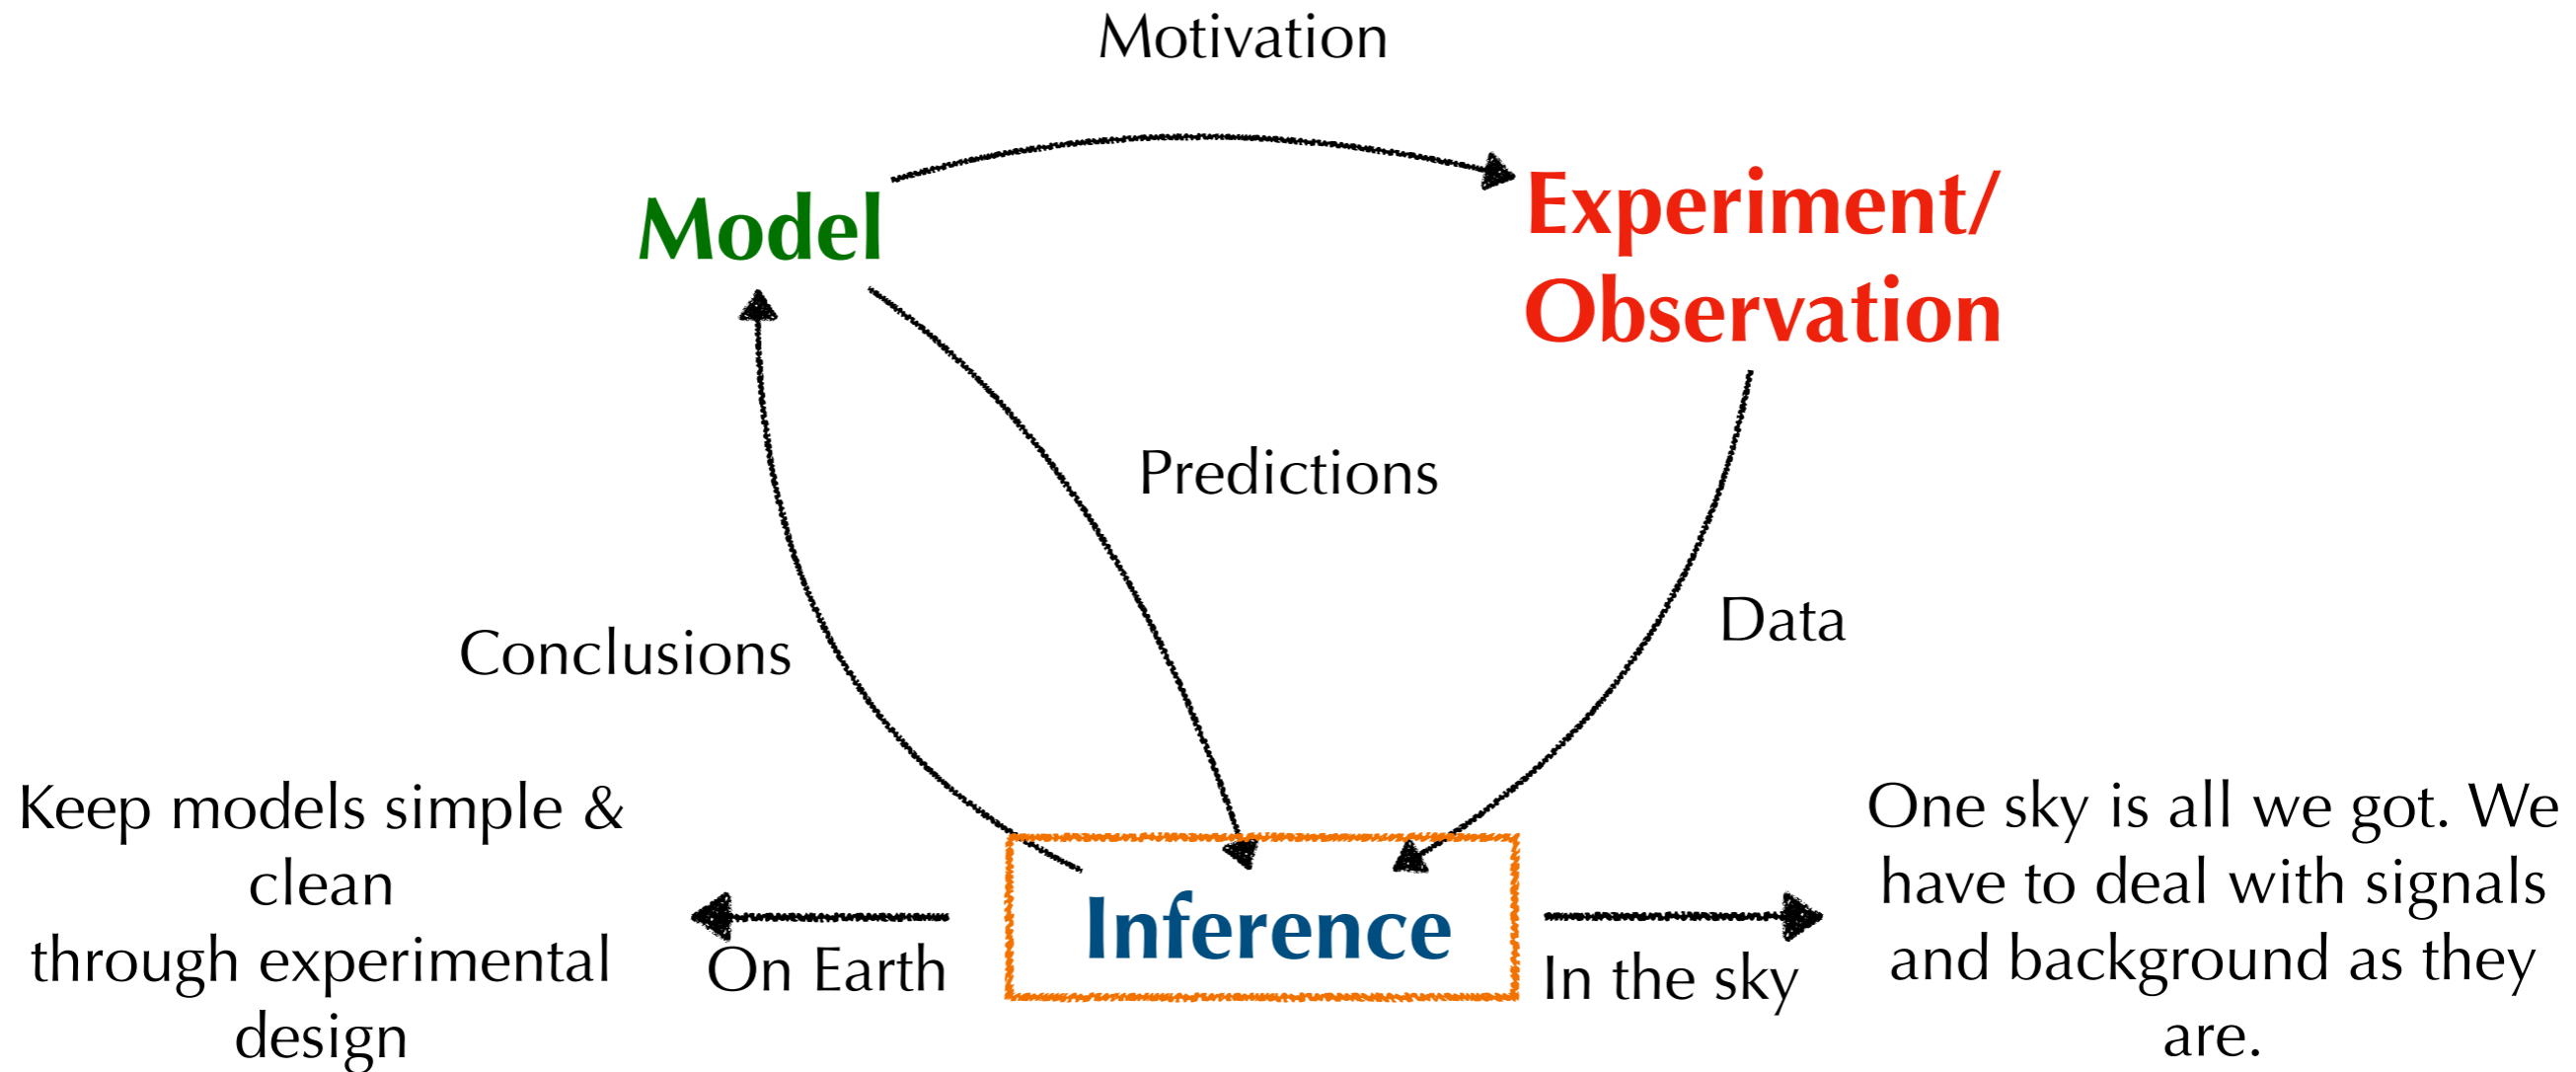 Motivation
Model
Experiment/
Observation
Predictions
Conclusions
Data
Keep models simple &
clean
through experimental
design
On Earth
Inference
In the sky
One sky is all we got. We
have to deal with signals
and background as they
are.